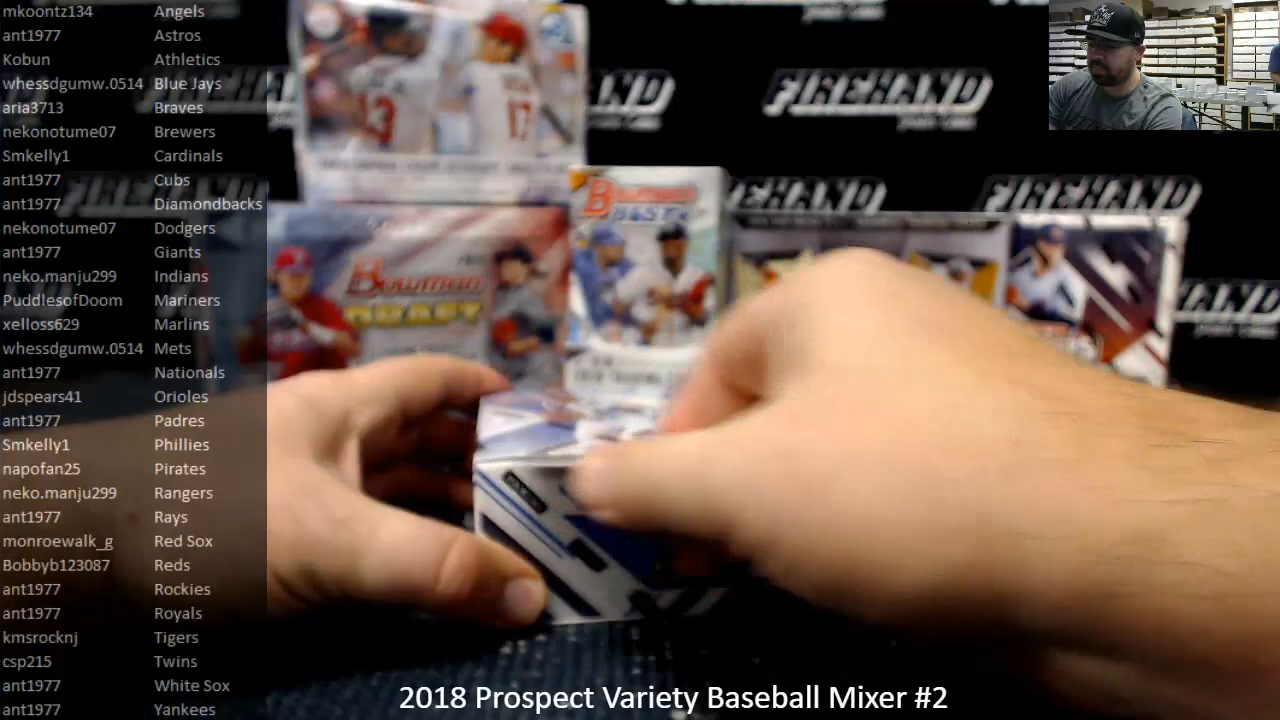 mkoontz134 Angels
ant1977 Astros
Kobun Athletics
whessdgumw.0514 Blue Jays
aria3713 Braves
nekonotume07 Brewers
Smkelly1 Cardinals
ant1977 Cubs
ant1977 Diamondbacks
nekonotume07 Dodgers
ant1977 Giants
neko.manju299 Indians
PuddlesofDoom Mariners
xelloss629 Marlins
whessdgumw.0514 Mets
ant1977 Nationals
jdspears41 Orioles
ant1977 Padres
Smkelly1 Phillies
napofan25 Pirates
neko.manju299 Rangers
ant1977 Rays
monroewalk_g Red Sox
Bobbyb123087 Reds
ant1977 Rockies
ant1977 Royals
kmsrocknj Tigers
csp215 Twins
ant1977 White Sox
ant1977 Yankees
FIREHAND
FIREHAND
FIREHAND
FIREHAND
13
17
Bowman
BEST
Bowman
DRAFT
2018 Prospect Variety Baseball Mixer #2